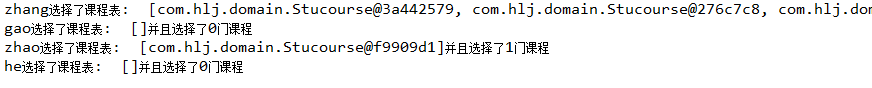 zhang选择了课程表:  [com.hlj.domain.Stucourse@3a442579, com.hlj.domain.Stucourse@276c7c8, com.hlj.do
gao选择了课程表:  []并且选择了0门课程
zhao选择了课程表:  [com.hlj.domain.Stucourse@f9909d1]并且选择了1门课程
he选择了课程表:  []并且选择了0门课程